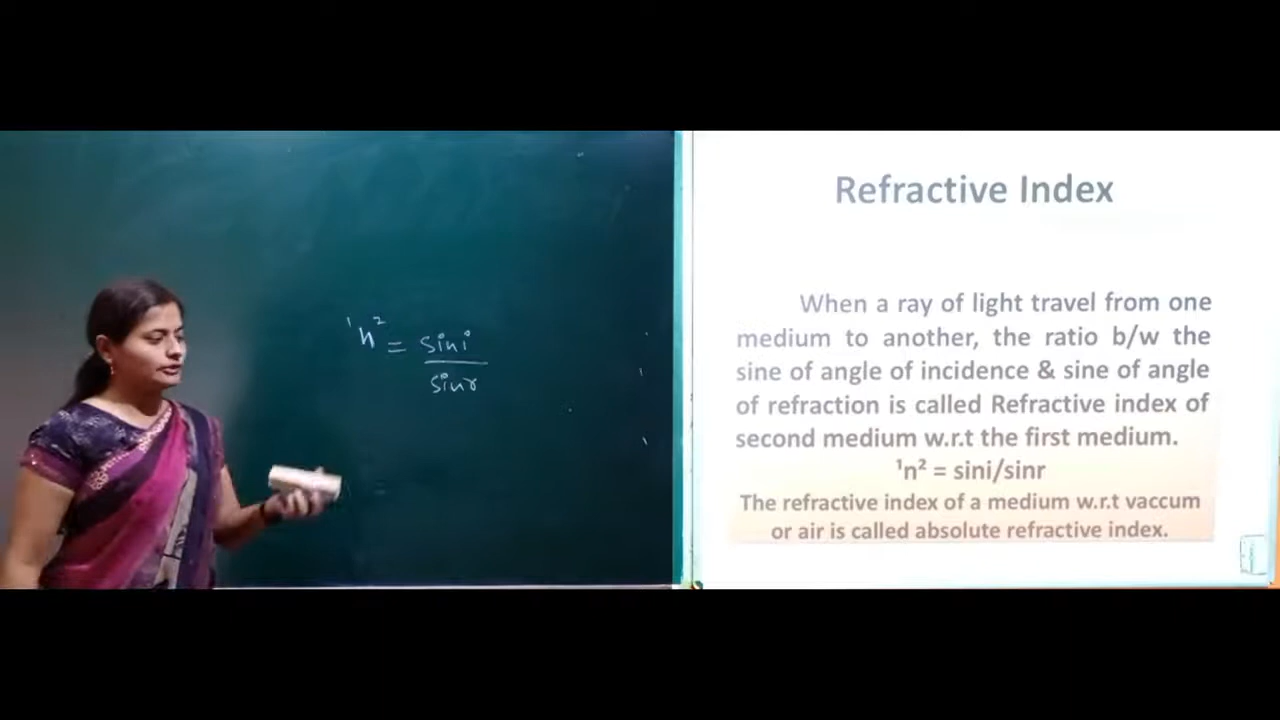 ¹n² = sini
sinr
Refractive Index
When a ray of light travel from one
medium to another, the ratio b/w the
sine of angle of incidence & sine of angle
of refraction is called Refractive index of
second medium w.r.t the first medium.
¹n² = sini/sinr
The refractive index of a medium w.r.t vaccum
or air is called absolute refractive index.